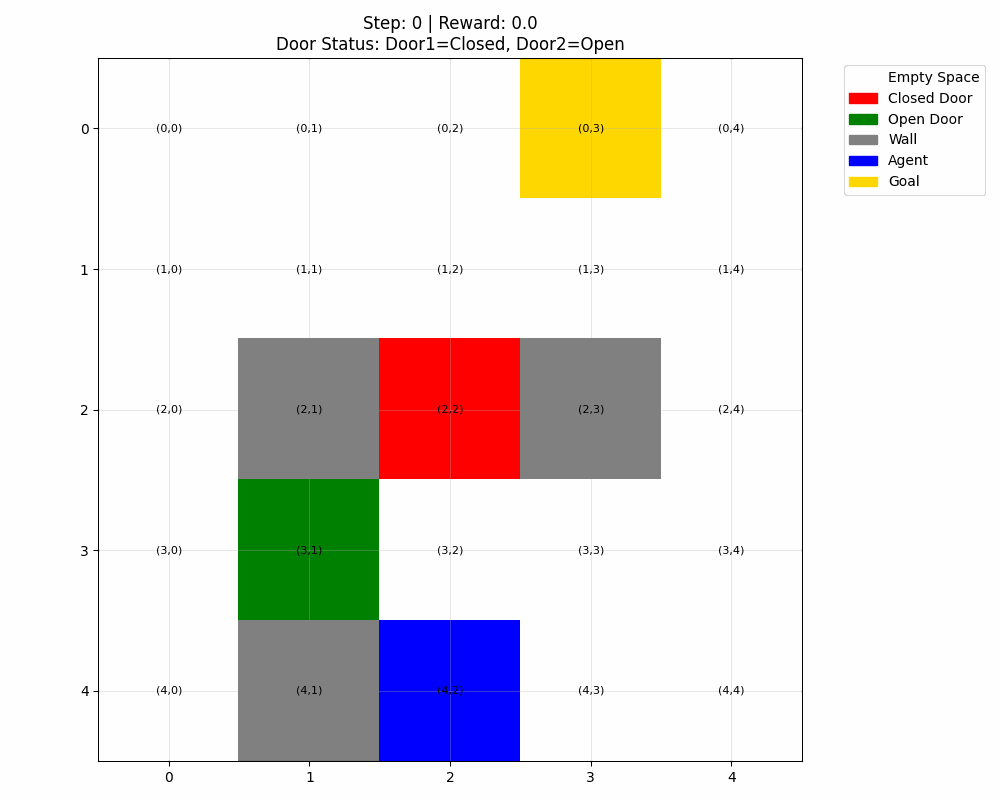 Step: 0 | Reward: 0.0
Door Status: Door1=Closed, Door2=Open
Empty Space
Closed Door
Open Door
Wall
Agent
Goal
0
(0,0) (0,1) (0,2) (0,3) (0,4)
1
(1,0) (1,1) (1,2) (1,3) (1,4)
2
(2,0) (2,1) (2,2) (2,3) (2,4)
3
(3,0) (3,1) (3,2) (3,3) (3,4)
4
(4,0) (4,1) (4,2) (4,3) (4,4)
0 1 2 3 4